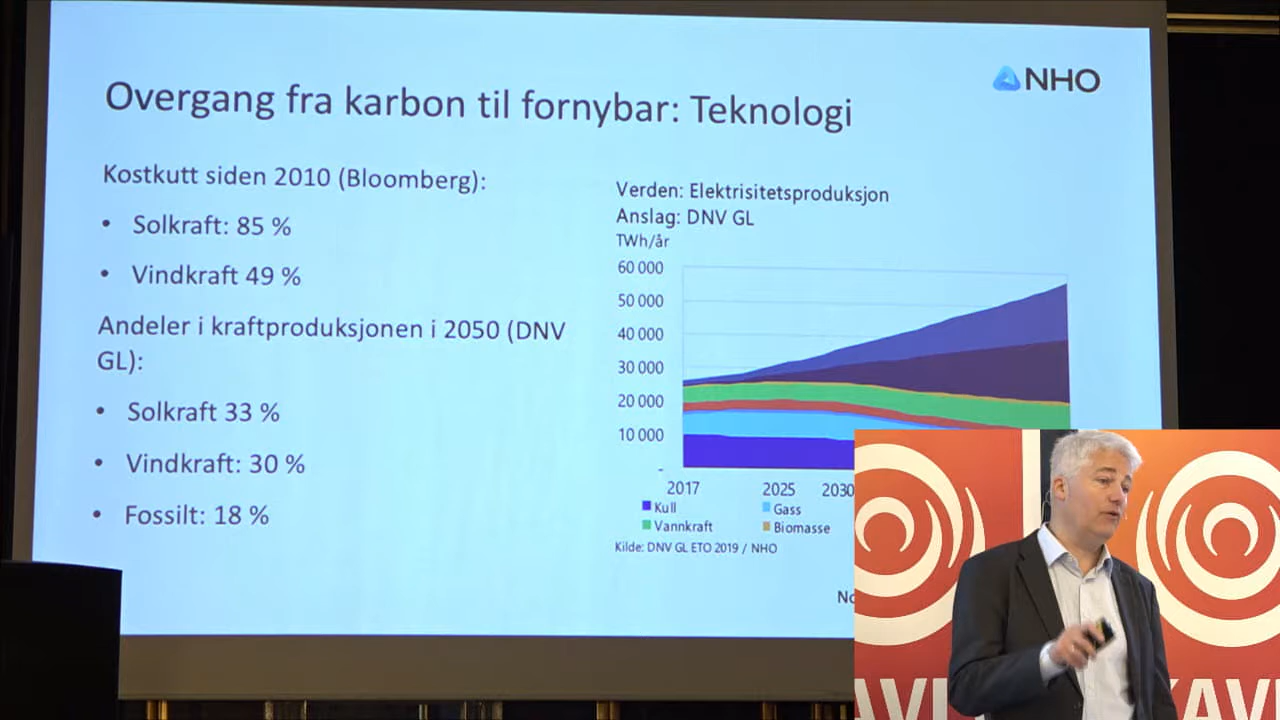 NHO
Overgang fra karbon til fornybar: Teknologi
Kostkutt siden 2010 (Bloomberg):
• Solkraft: 85 %
• Vindkraft 49 %
Andeler i kraftproduksjonen i 2050 (DNV
GL):
• Solkraft 33 %
• Vindkraft: 30 %
• Fossilt: 18 %
Verden: Elektrisitetsproduksjon
Anslag: DNV GL
TWh/år
60 000
50 000
40 000
30 000
20 000
10 000
-
2017 2025 2030
Kull Gass
Vannkraft Biomasse
Kilde: DNV GL ETO 2019 / NHO